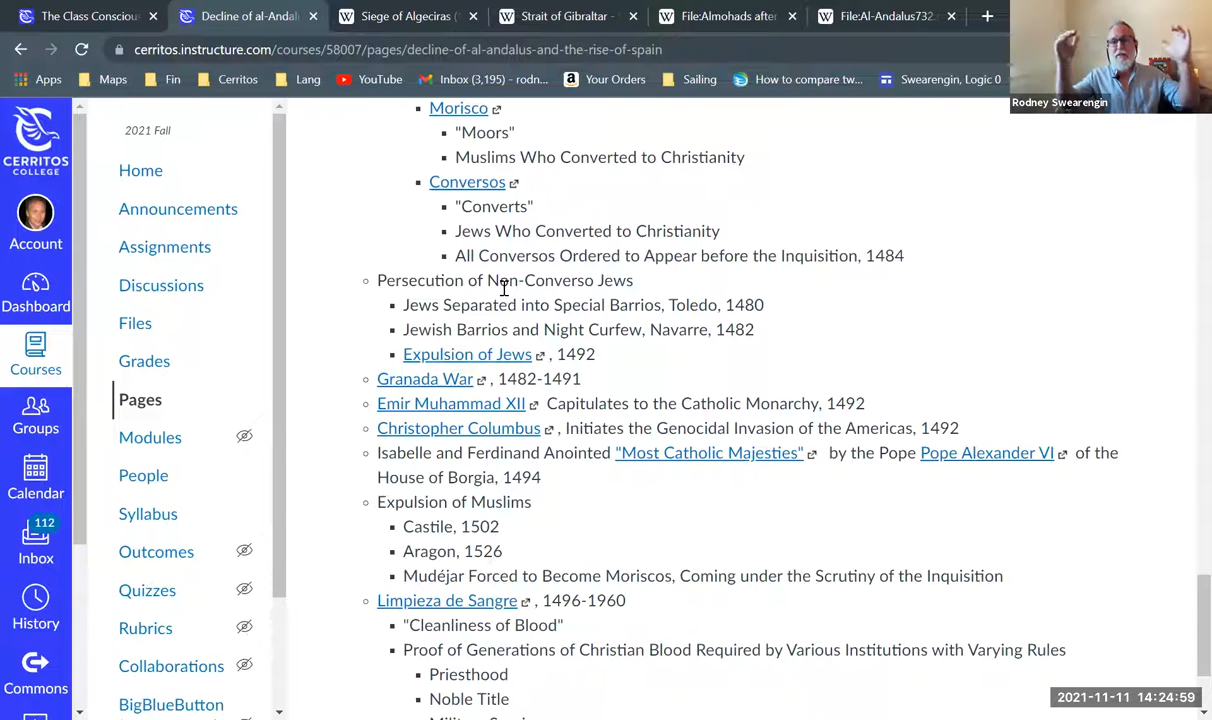 The Class Conscious
Decline of al-Andal
Siege of Algeciras (
Strait of Gibraltar -
File:Almohads after
File:Al-Andalus732.
cerritos.instructure.com/courses/58007/pages/decline-of-al-andalus-and-the-rise-of-spain
Apps
Maps
Fin
Cerritos
Lang
YouTube
Inbox (3,195) - rodn...
Your Orders
Sailing
How to compare tw...
Swearengin, Logic 0
Rodney Swearengin
CERRITOS
COLLEGE
Account
Dashboard
Courses
Groups
Calendar
112
Inbox
History
Commons
2021 Fall
Home
Announcements
Assignments
Discussions
Files
Grades
Pages
Modules
People
Syllabus
Outcomes
Quizzes
Rubrics
Collaborations
BigBlueButton
Morisco
"Moors"
Muslims Who Converted to Christianity
Conversos
"Converts"
Jews Who Converted to Christianity
All Conversos Ordered to Appear before the Inquisition, 1484
Persecution of Non-Converso Jews
Jews Separated into Special Barrios, Toledo, 1480
Jewish Barrios and Night Curfew, Navarre, 1482
Expulsion of Jews , 1492
Granada War , 1482-1491
Emir Muhammad XII Capitulates to the Catholic Monarchy, 1492
Christopher Columbus , Initiates the Genocidal Invasion of the Americas, 1492
Isabelle and Ferdinand Anointed "Most Catholic Majesties" by the Pope Pope Alexander VI of the
House of Borgia, 1494
Expulsion of Muslims
Castile, 1502
Aragon, 1526
Mudéjar Forced to Become Moriscos, Coming under the Scrutiny of the Inquisition
Limpieza de Sangre , 1496-1960
"Cleanliness of Blood"
Proof of Generations of Christian Blood Required by Various Institutions with Varying Rules
Priesthood
Noble Title
2021-11-11 14:24:59